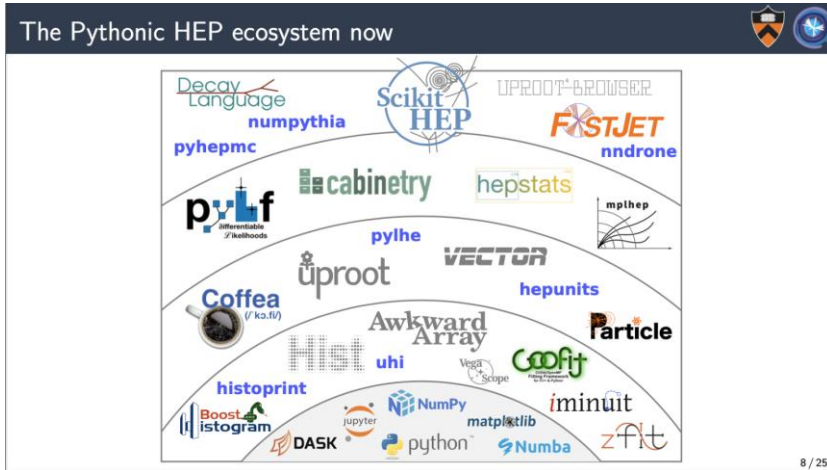 The Pythonic HEP ecosystem now
Decay
Language
Scikit
HEP
UPROOT-BROWSER
numpythia
FASTJET
pyhepmc
nndrone
cabinetry
hepstats
pyhf
differentiable
likelihoods
mplhep
pylhe
uproot
VECTOR
hepunits
Coffea
(/ˈkɔ.fi/)
Awkward
Array
Particle
Hist
uhi
Vega
Scope
GooFit
histoprint
iminuit
Boost
Histogram
jupyter
NumPy
matplotlib
zfit
DASK
python
Numba
8 / 25